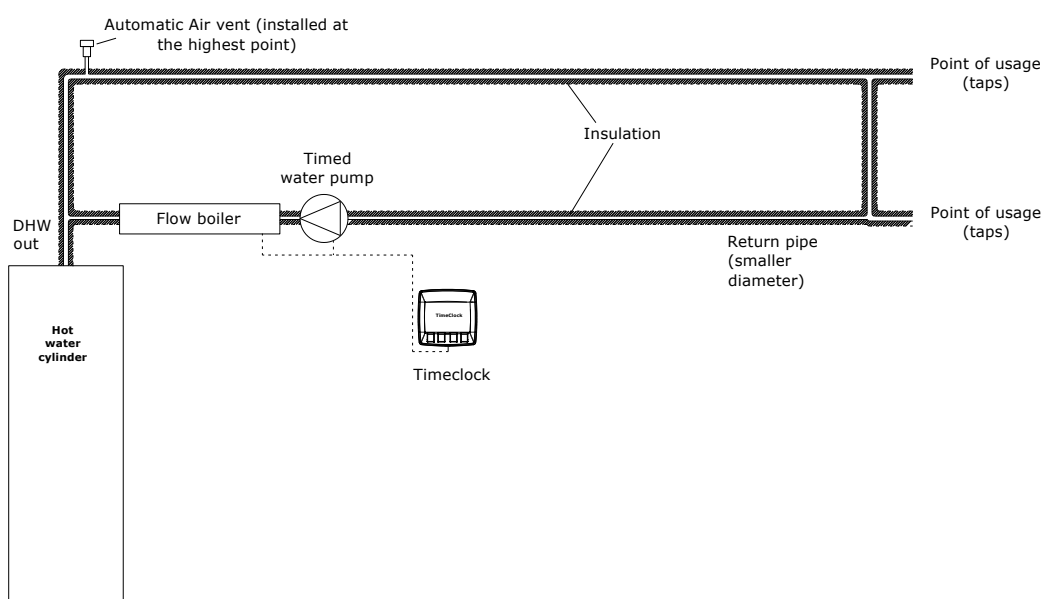 Automatic Air vent (installed at
the highest point)
Point of usage
(taps)
Insulation
Timed
water pump
Flow boiler
DHW
out
Point of usage
(taps)
Return pipe
(smaller
diameter)
TimeClock
Timeclock
Hot
water
cylinder